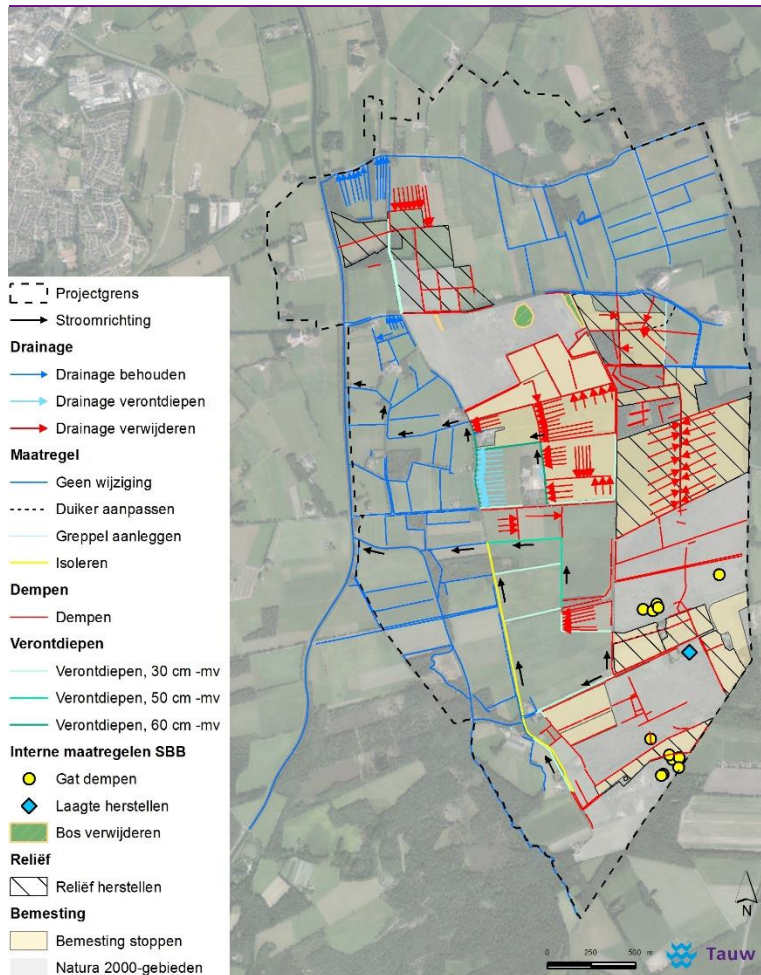 Projectgrens
Stroomrichting
Drainage
Drainage behouden
Drainage verontdiepen
Drainage verwijderen
Maatregel
Geen wijziging
Duiker aanpassen
Greppel aanleggen
Isoleren
Dempen
Dempen
Verontdiepen
Verontdiepen, 30 cm -mv
Verontdiepen, 50 cm -mv
Verontdiepen, 60 cm -mv
Interne maatregelen SBB
Gat dempen
Laagte herstellen
Bos verwijderen
Reliëf
Reliëf herstellen
Bemesting
Bemesting stoppen
Natura 2000-gebieden
N
0 250 500 m
Tauw